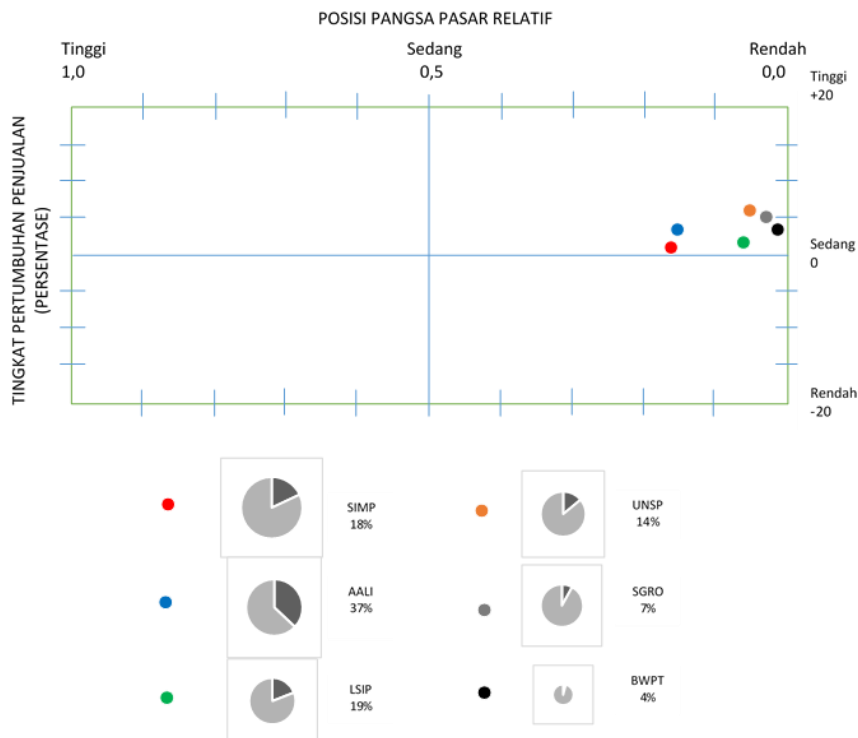 POSISI PANGSA PASAR RELATIF
Tinggi
1,0
Sedang
0,5
Rendah
0,0
Tinggi
+20
TINGKAT PERTUMBUHAN PENJUALAN
(PERSENTASE)
Sedang
0
Rendah
-20
SIMP
18%
UNSP
14%
AALI
37%
SGRO
7%
LSIP
19%
BWPT
4%